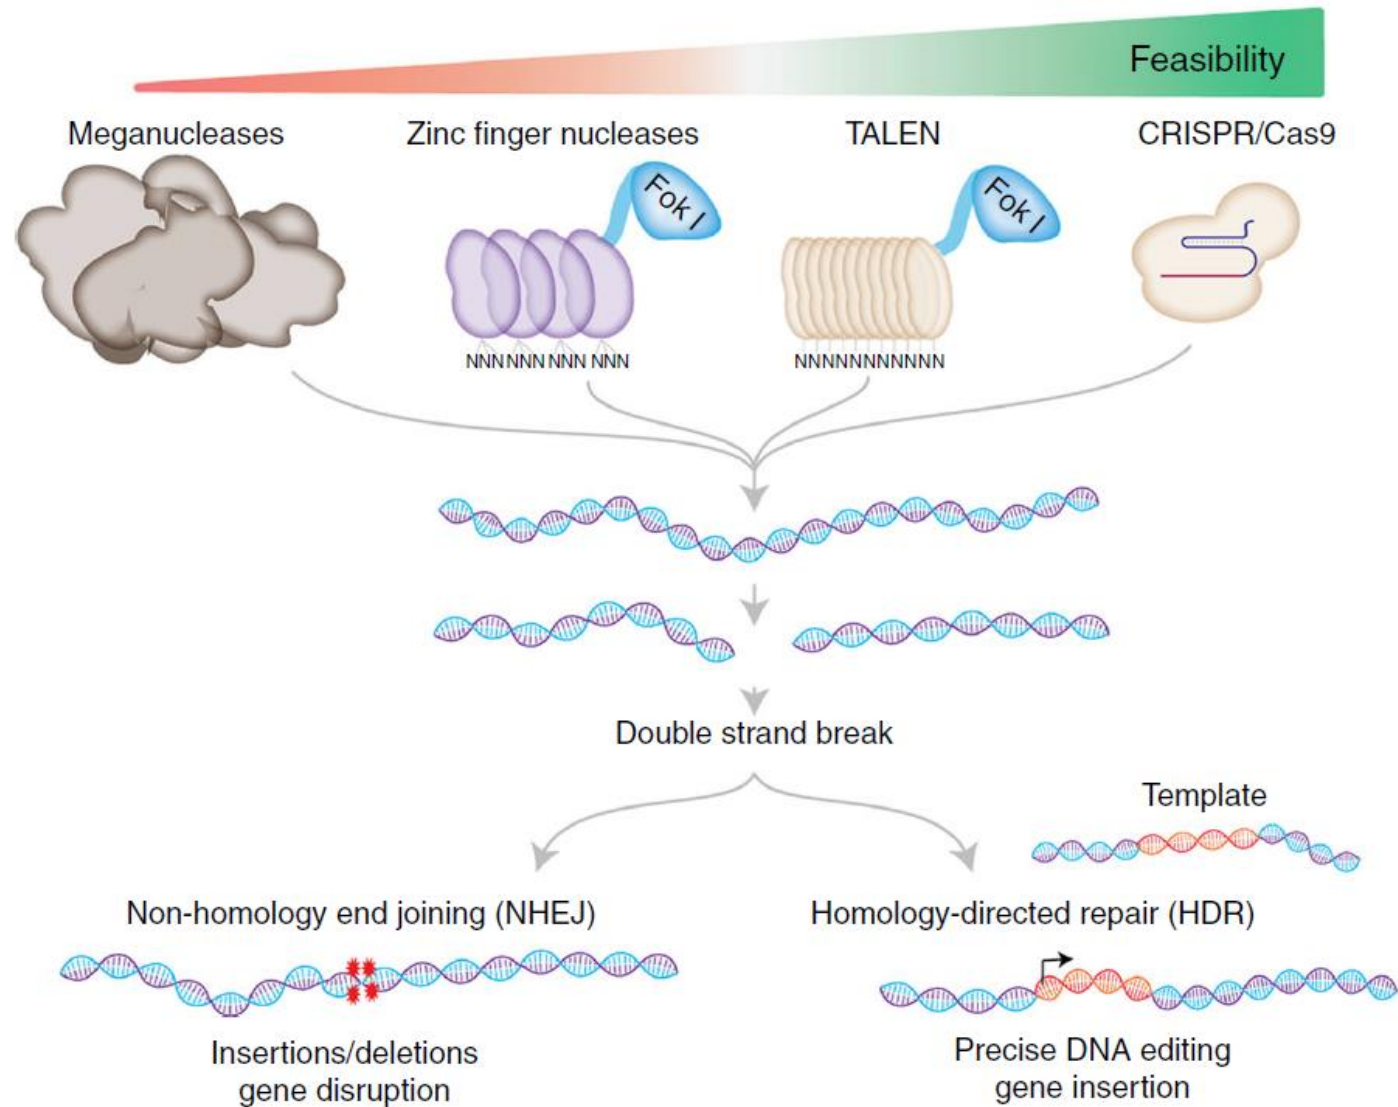 Feasibility
Meganucleases
Zinc finger nucleases
TALEN
CRISPR/Cas9
Fok I
Fok I
NNN NNN NNN NNN
NNNNNNNNNNN
Double strand break
Template
Non-homology end joining (NHEJ)
Homology-directed repair (HDR)
Insertions/deletions
gene disruption
Precise DNA editing
gene insertion